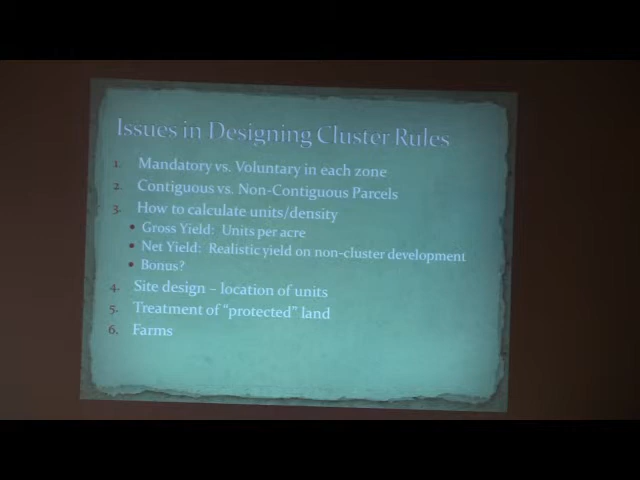 Issues in Designing Cluster Rules
1. Mandatory vs. Voluntary in each zone
2. Contiguous vs. Non-Contiguous Parcels
3. How to calculate units/density
• Gross Yield: Units per acre
• Net Yield: Realistic yield on non-cluster development
• Bonus?
4. Site design – location of units
5. Treatment of "protected" land
6. Farms